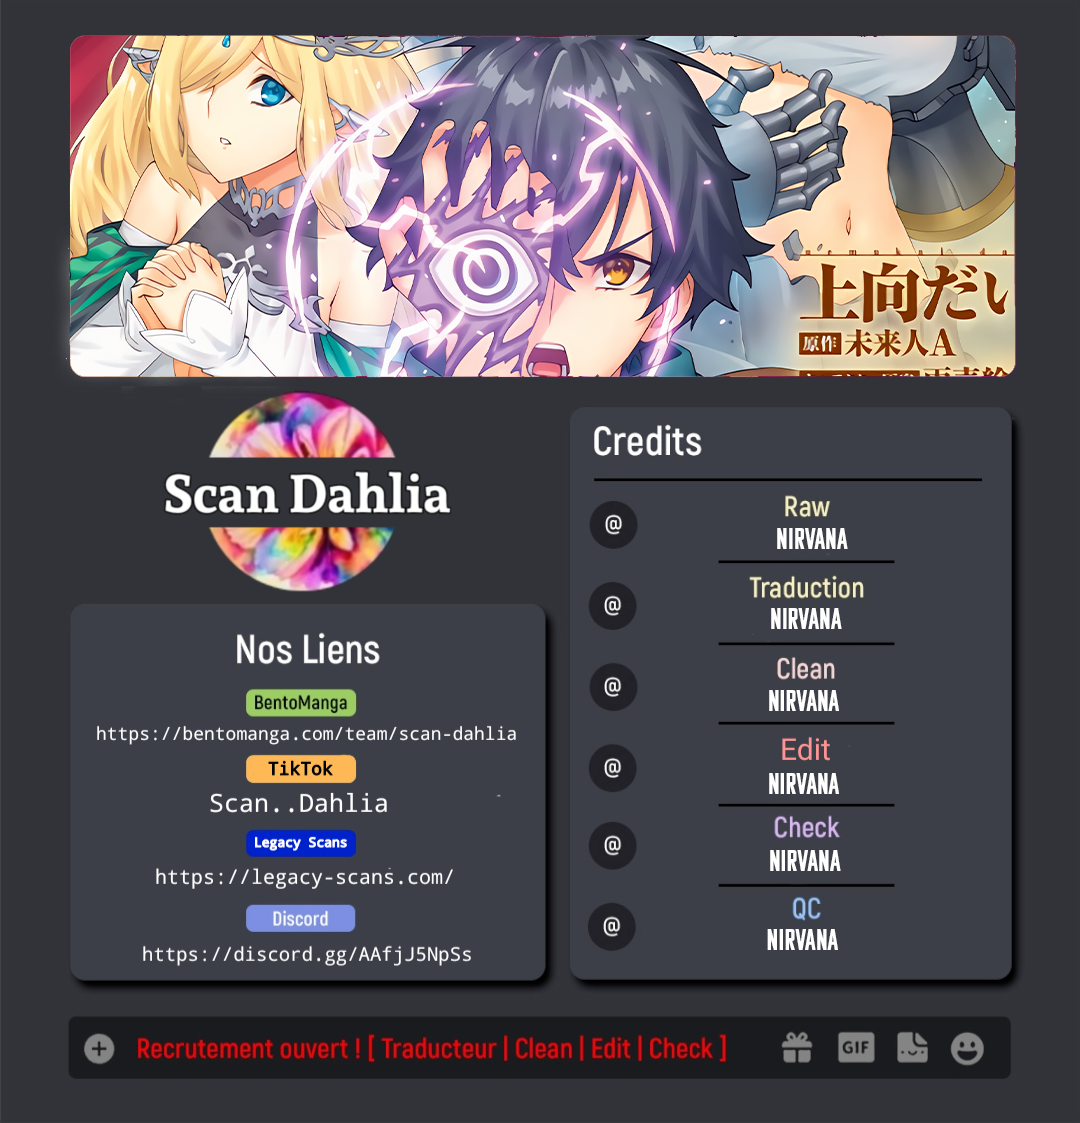 上向だい
原作 未来人A
Scan Dahlia
Nos Liens
BentoManga
https://bentomanga.com/team/scan-dahlia
TikTok
Scan..Dahlia
Legacy Scans
https://legacy-scans.com/
Discord
https://discord.gg/AAfjJ5NpSs
Credits
@
Raw
NIRVANA
@
Traduction
NIRVANA
@
Clean
NIRVANA
@
Edit
NIRVANA
@
Check
NIRVANA
@
QC
NIRVANA
Recrutement ouvert ! [ Traducteur | Clean | Edit | Check ]
GIF